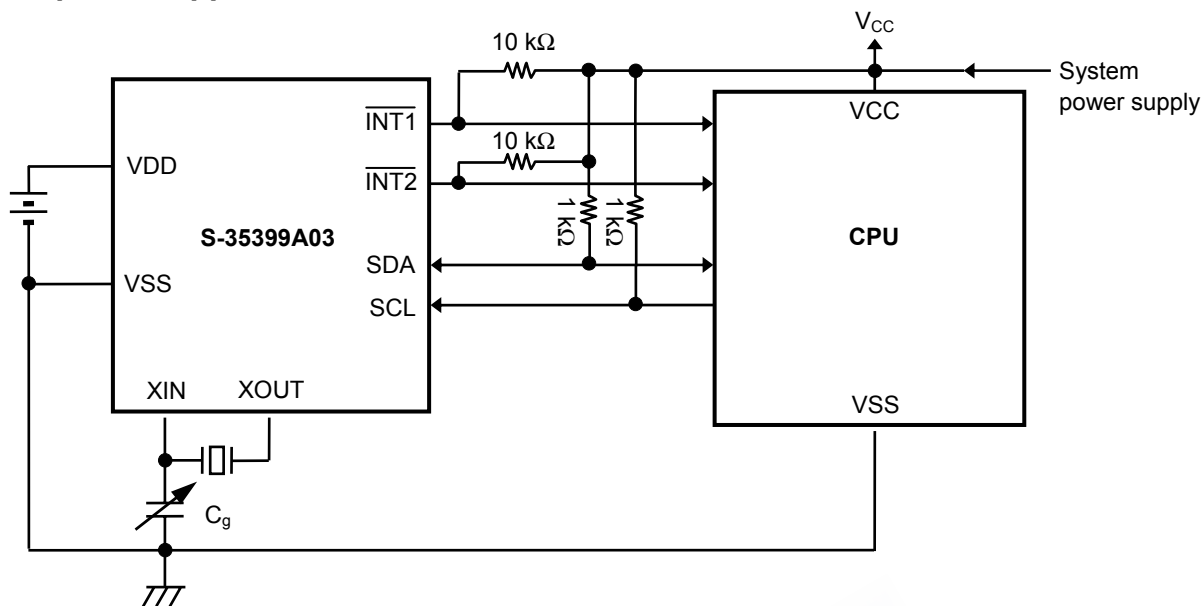 VCC
10 kΩ
System
power supply
INT1
VCC
10 kΩ
VDD
INT2
1 kΩ
1 kΩ
S-35399A03
CPU
SDA
VSS
SCL
XIN
XOUT
VSS
Cg